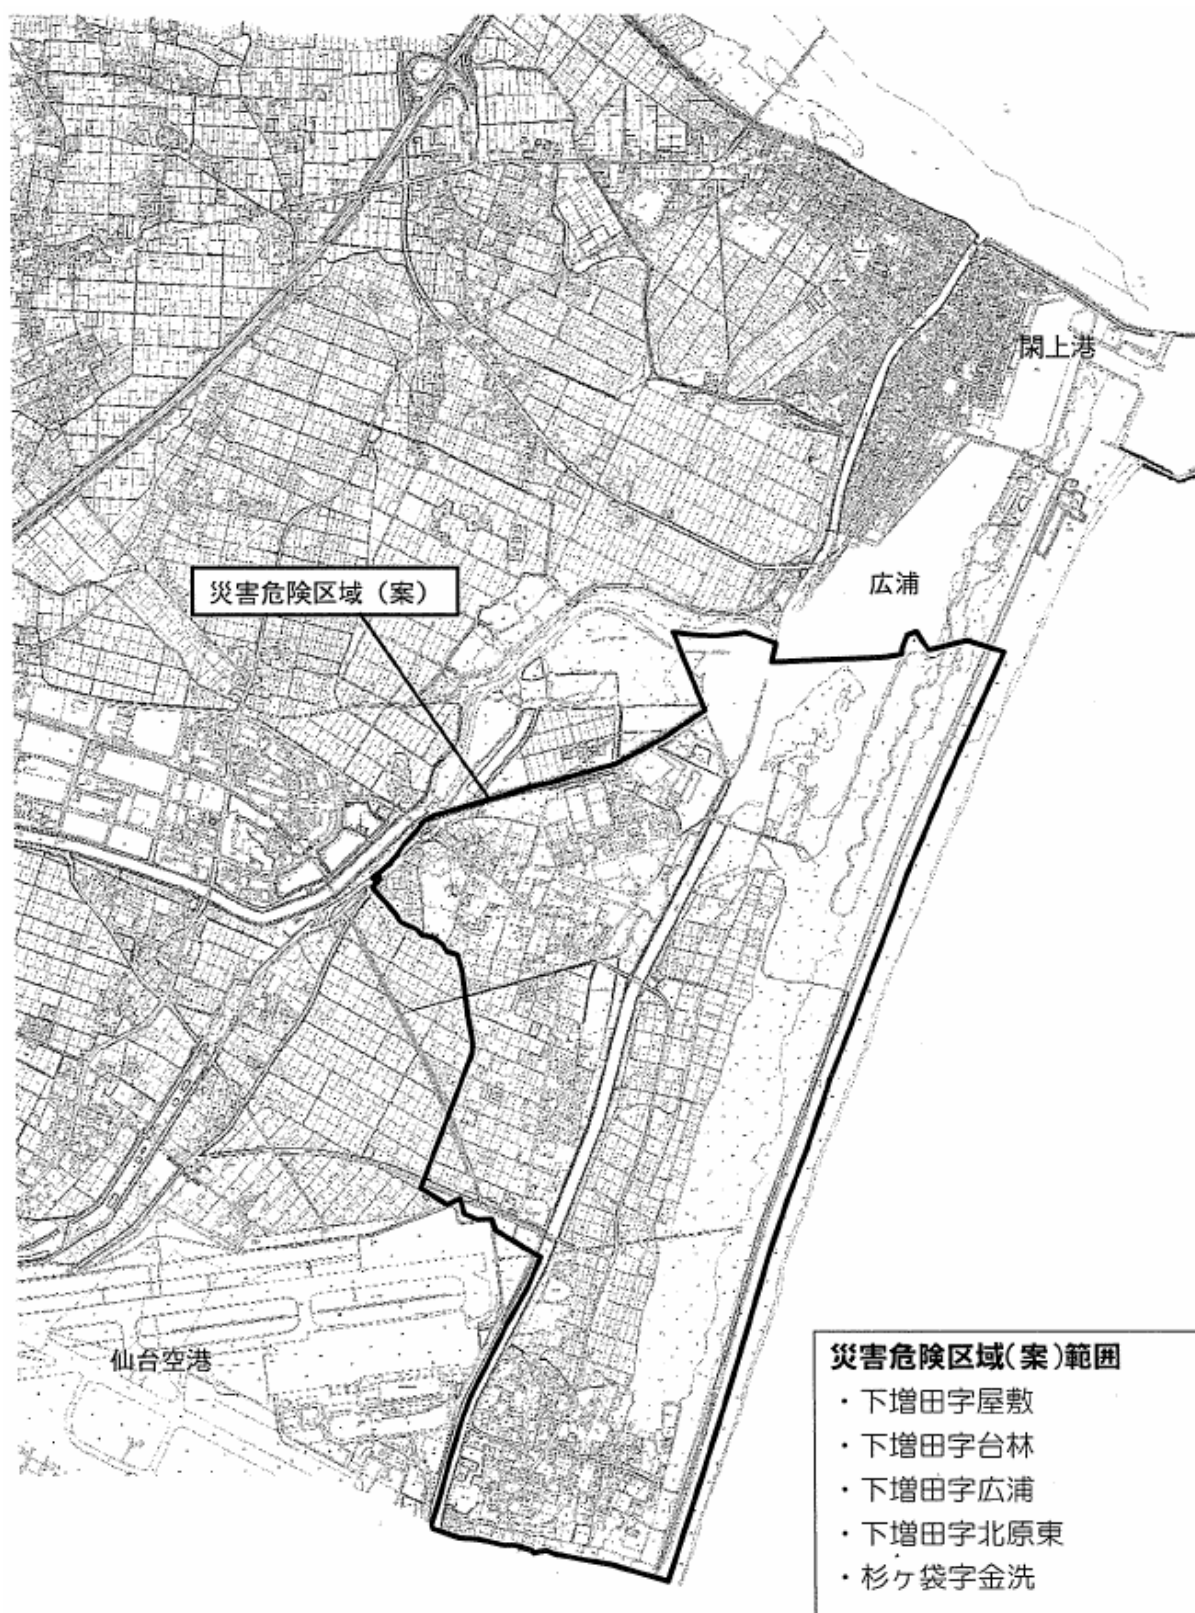 閖上港
広浦
災害危険区域（案）
仙台空港
災害危険区域(案)範囲
・下増田字屋敷
・下増田字台林
・下増田字広浦
・下増田字北原東
・杉ヶ袋字金洗